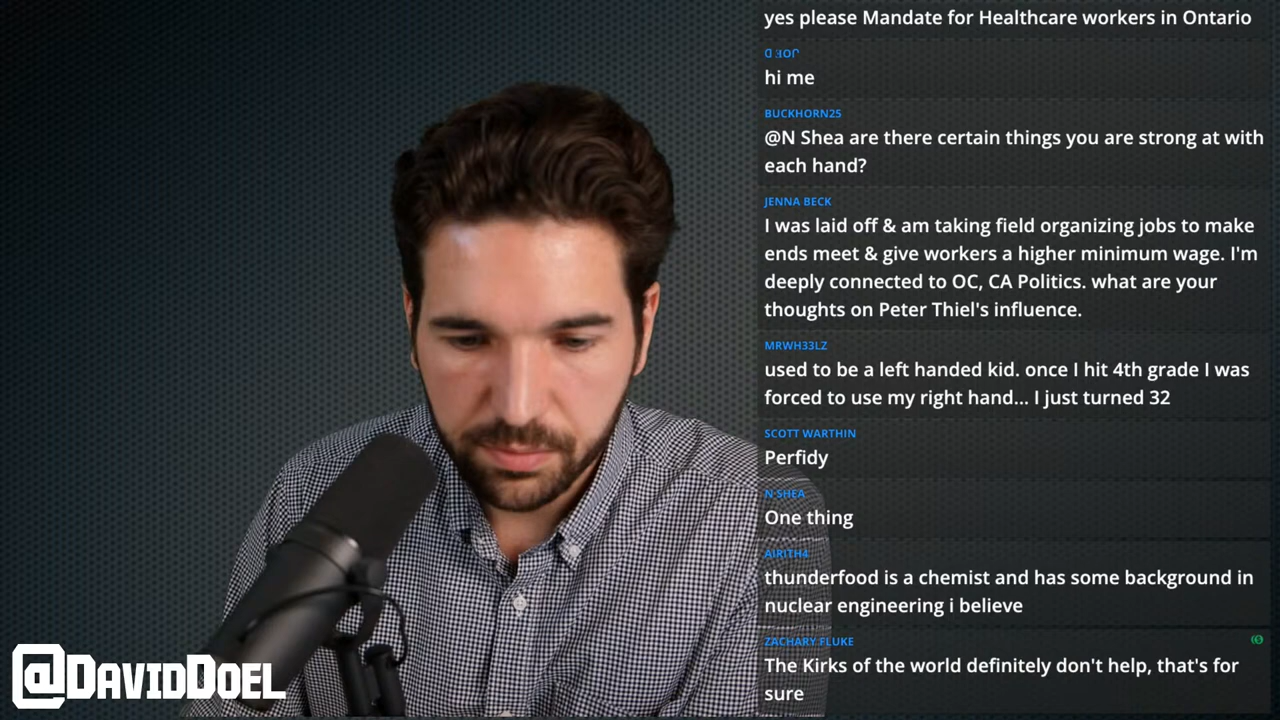 yes please Mandate for Healthcare workers in Ontario
hi me
BUCKHORN25
@N Shea are there certain things you are strong at with
each hand?
JENNA BECK
I was laid off & am taking field organizing jobs to make
ends meet & give workers a higher minimum wage. I'm
deeply connected to OC, CA Politics. what are your
thoughts on Peter Thiel's influence.
MRWH33LZ
used to be a left handed kid. once I hit 4th grade I was
forced to use my right hand... I just turned 32
SCOTT WARTHIN
Perfidy
N SHEA
One thing
AIRITH4
thunderfood is a chemist and has some background in
nuclear engineering i believe
ZACHARY FLUKE
The Kirks of the world definitely don't help, that's for
sure
@DAVIDDOEL